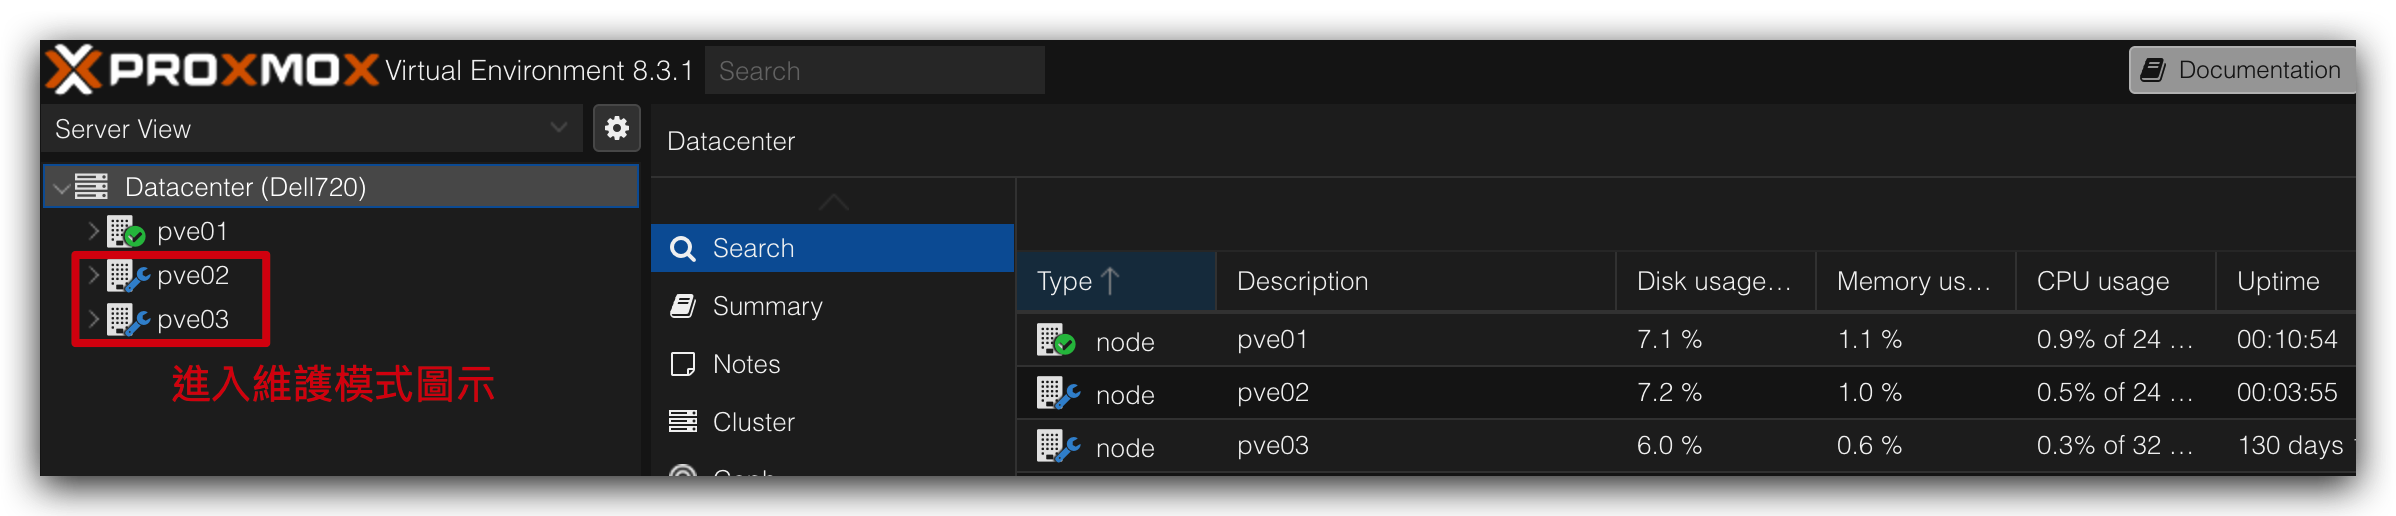 PROXMOX Virtual Environment 8.3.1 Search Documentation
Server View
Datacenter
Datacenter (Dell720)
pve01
pve02
pve03
進入維護模式圖示
Search
Summary
Notes
Cluster
Type Description Disk usage... Memory us... CPU usage Uptime
node pve01 7.1 % 1.1 % 0.9% of 24 ... 00:10:54
node pve02 7.2 % 1.0 % 0.5% of 24 ... 00:03:55
node pve03 6.0 % 0.6 % 0.3% of 32 ... 130 days